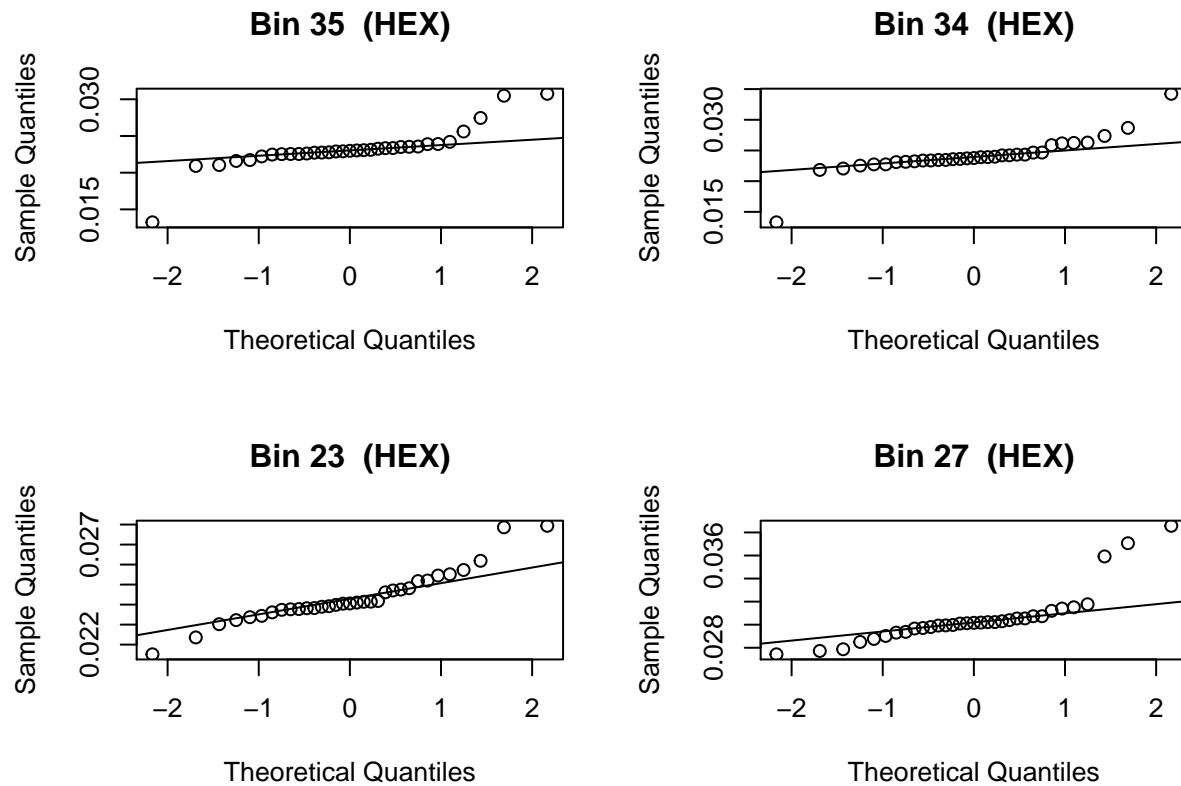 Bin 35 (HEX)
Sample Quantiles
0.030
0.015
−2 −1 0 1 2
Theoretical Quantiles
Bin 34 (HEX)
Sample Quantiles
0.030
0.015
−2 −1 0 1 2
Theoretical Quantiles
Bin 23 (HEX)
Sample Quantiles
0.027
0.022
−2 −1 0 1 2
Theoretical Quantiles
Bin 27 (HEX)
Sample Quantiles
0.036
0.028
−2 −1 0 1 2
Theoretical Quantiles